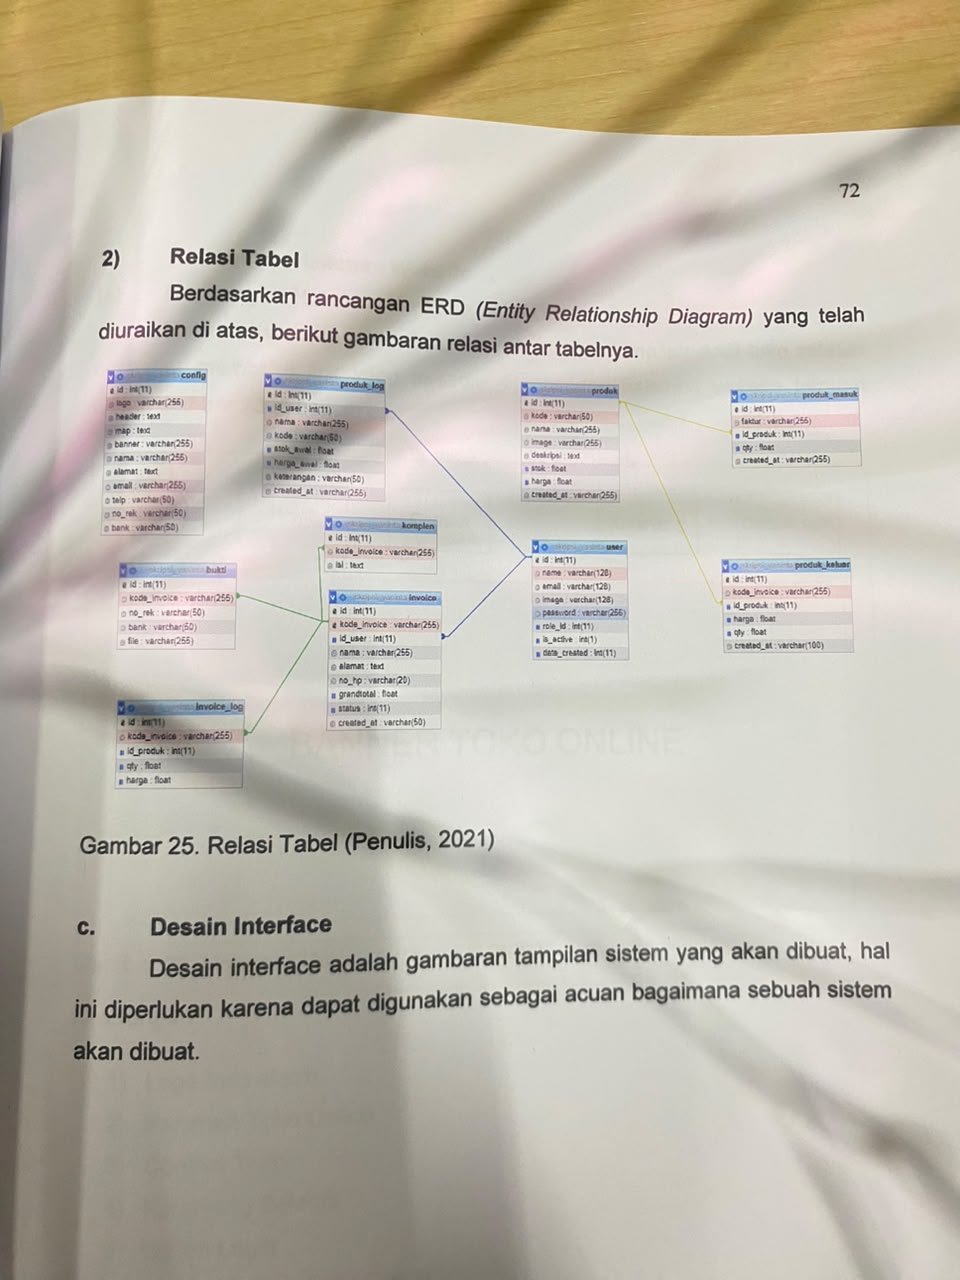 72
2) Relasi Tabel
Berdasarkan rancangan ERD (Entity Relationship Diagram) yang telah
diuraikan di atas, berikut gambaran relasi antar tabelnya.
config
id : int(11)
logo : varchar(255)
header : text
map : text
banner : varchar(255)
nama : varchar(255)
alamat : text
email : varchar(255)
telp : varchar(50)
no_rek : varchar(50)
bank : varchar(50)
produk_log
id : int(11)
id_user : int(11)
nama : varchar(255)
kode : varchar(50)
stok_awal : float
harga_awal : float
keterangan : varchar(50)
created_at : varchar(255)
produk
id : int(11)
kode : varchar(50)
nama : varchar(255)
image : varchar(255)
deskripsi : text
stok : float
harga : float
created_at : varchar(255)
produk_masuk
id : int(11)
faktur : varchar(255)
id_produk : int(11)
qty : float
created_at : varchar(255)
komplen
id : int(11)
kode_invoice : varchar(255)
isi : text
bukti
id : int(11)
kode_invoice : varchar(255)
no_rek : varchar(50)
bank : varchar(50)
file : varchar(255)
invoice
id : int(11)
kode_invoice : varchar(255)
id_user : int(11)
nama : varchar(255)
alamat : text
no_hp : varchar(20)
grandtotal : float
status : int(11)
created_at : varchar(50)
user
id : int(11)
name : varchar(128)
email : varchar(128)
image : varchar(128)
password : varchar(256)
role_id : int(11)
is_active : int(1)
date_created : int(11)
produk_keluar
id : int(11)
kode_invoice : varchar(255)
id_produk : int(11)
harga : float
qty : float
created_at : varchar(100)
invoice_log
id : int(11)
kode_invoice : varchar(255)
id_produk : int(11)
qty : float
harga : float
Gambar 25. Relasi Tabel (Penulis, 2021)
c. Desain Interface
Desain interface adalah gambaran tampilan sistem yang akan dibuat, hal
ini diperlukan karena dapat digunakan sebagai acuan bagaimana sebuah sistem
akan dibuat.